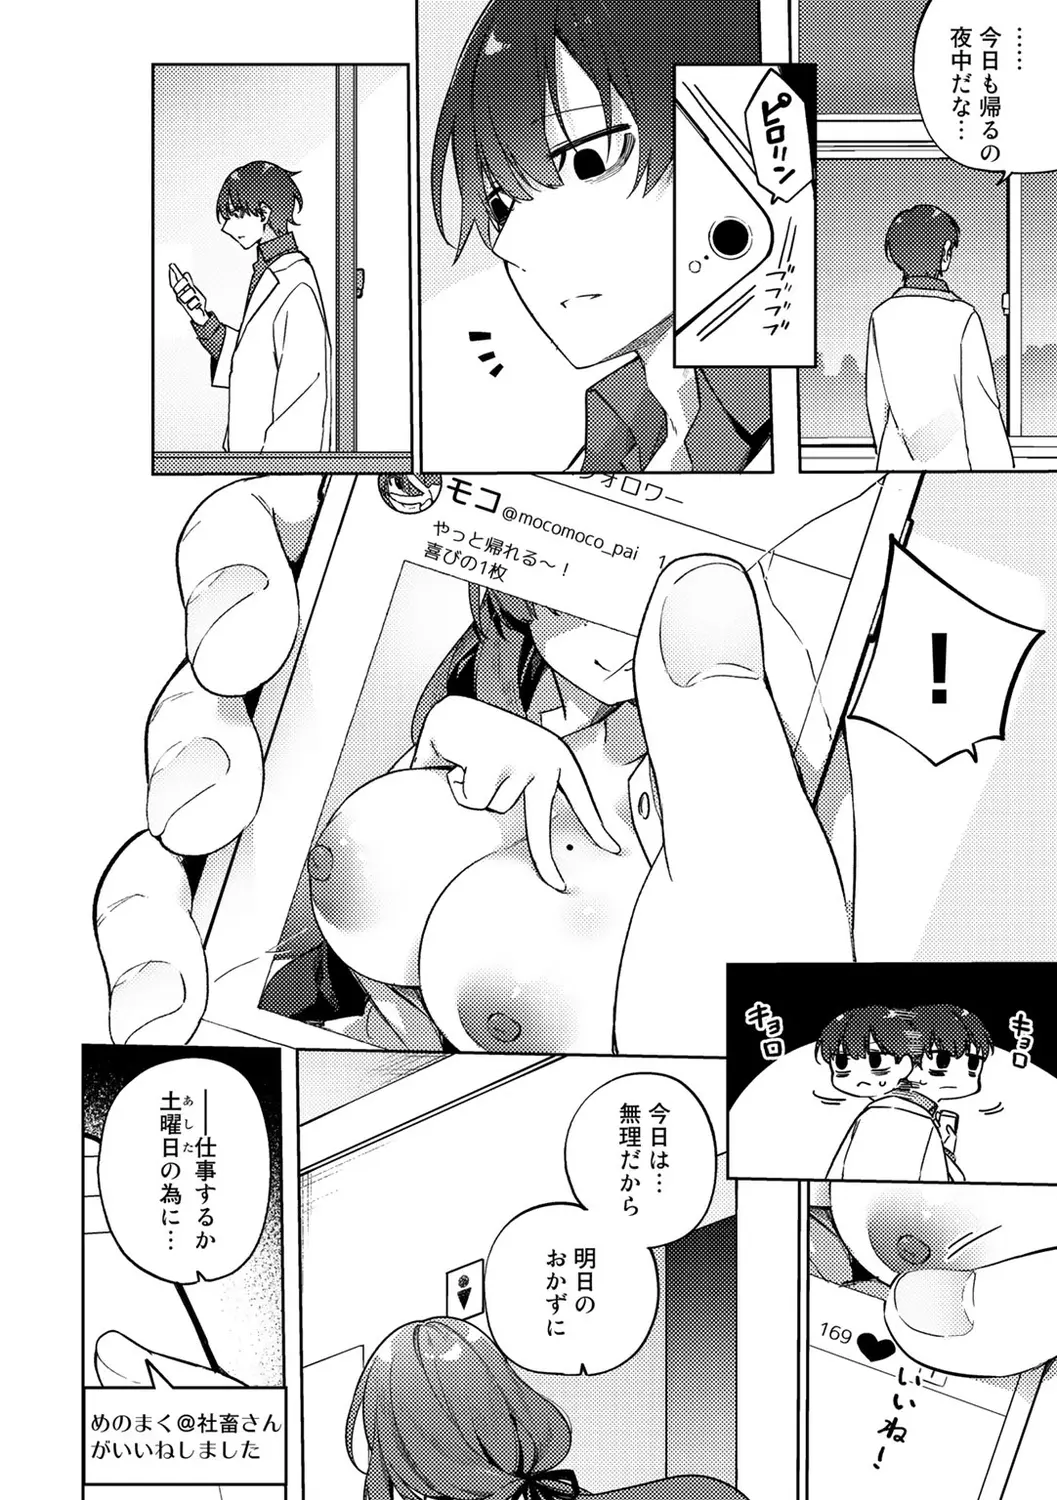 ……
今日も帰るの
夜中だな…
ピロリン
ブブブブブ
フォロワー
モコ
@mocomoco_pai
やっと帰れる〜！
喜びの1枚
！
キョロ
キョロ
169
いいね！
今日は…
無理だから
明日の
おかずに
──仕事するか
土曜日の為に…
あした
めのまく@社畜さん
がいいねしました